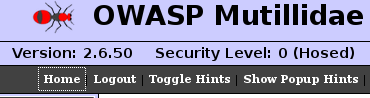 OWASP Mutillidae
Version: 2.6.50 Security Level: 0 (Hosed)
Home | Logout | Toggle Hints | Show Popup Hints |